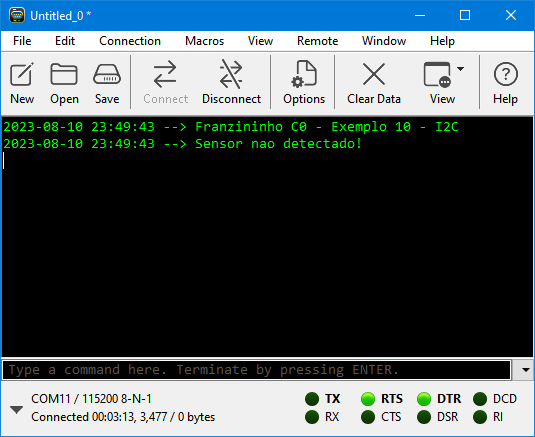 Untitled_0 *
File Edit Connection Macros View Remote Window Help
New Open Save Connect Disconnect Options Clear Data View Help
2023-08-10 23:49:43 --> Franzininho C0 - Exemplo 10 - I2C
2023-08-10 23:49:43 --> Sensor nao detectado!
Type a command here. Terminate by pressing ENTER.
COM11 / 115200 8-N-1
Connected 00:03:13, 3,477 / 0 bytes
TX RTS DTR DCD
RX CTS DSR RI